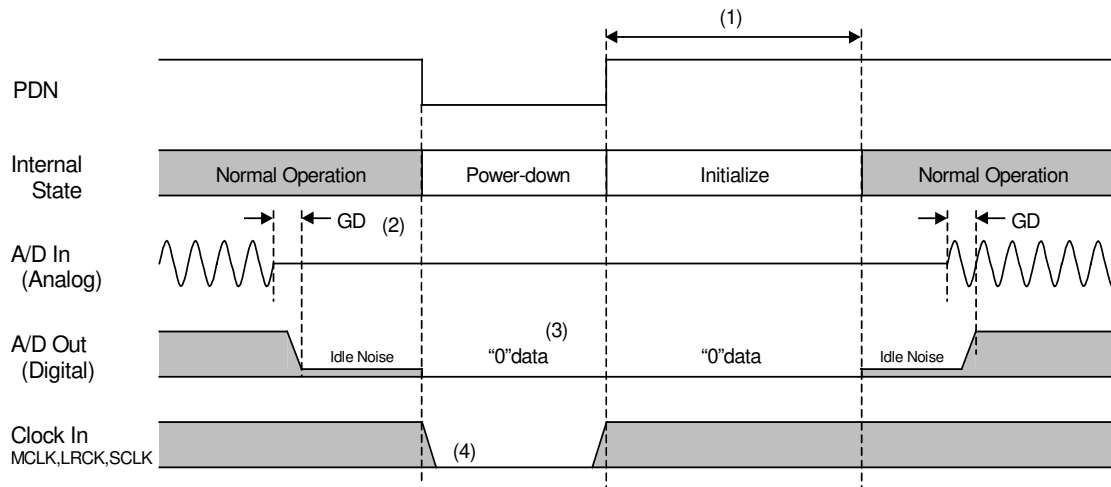 (1)
PDN
Internal
State
Normal Operation
Power-down
Initialize
Normal Operation
GD
(2)
GD
A/D In
(Analog)
A/D Out
(Digital)
Idle Noise
(3)
“0”data
“0”data
Idle Noise
Clock In
MCLK,LRCK,SCLK
(4)